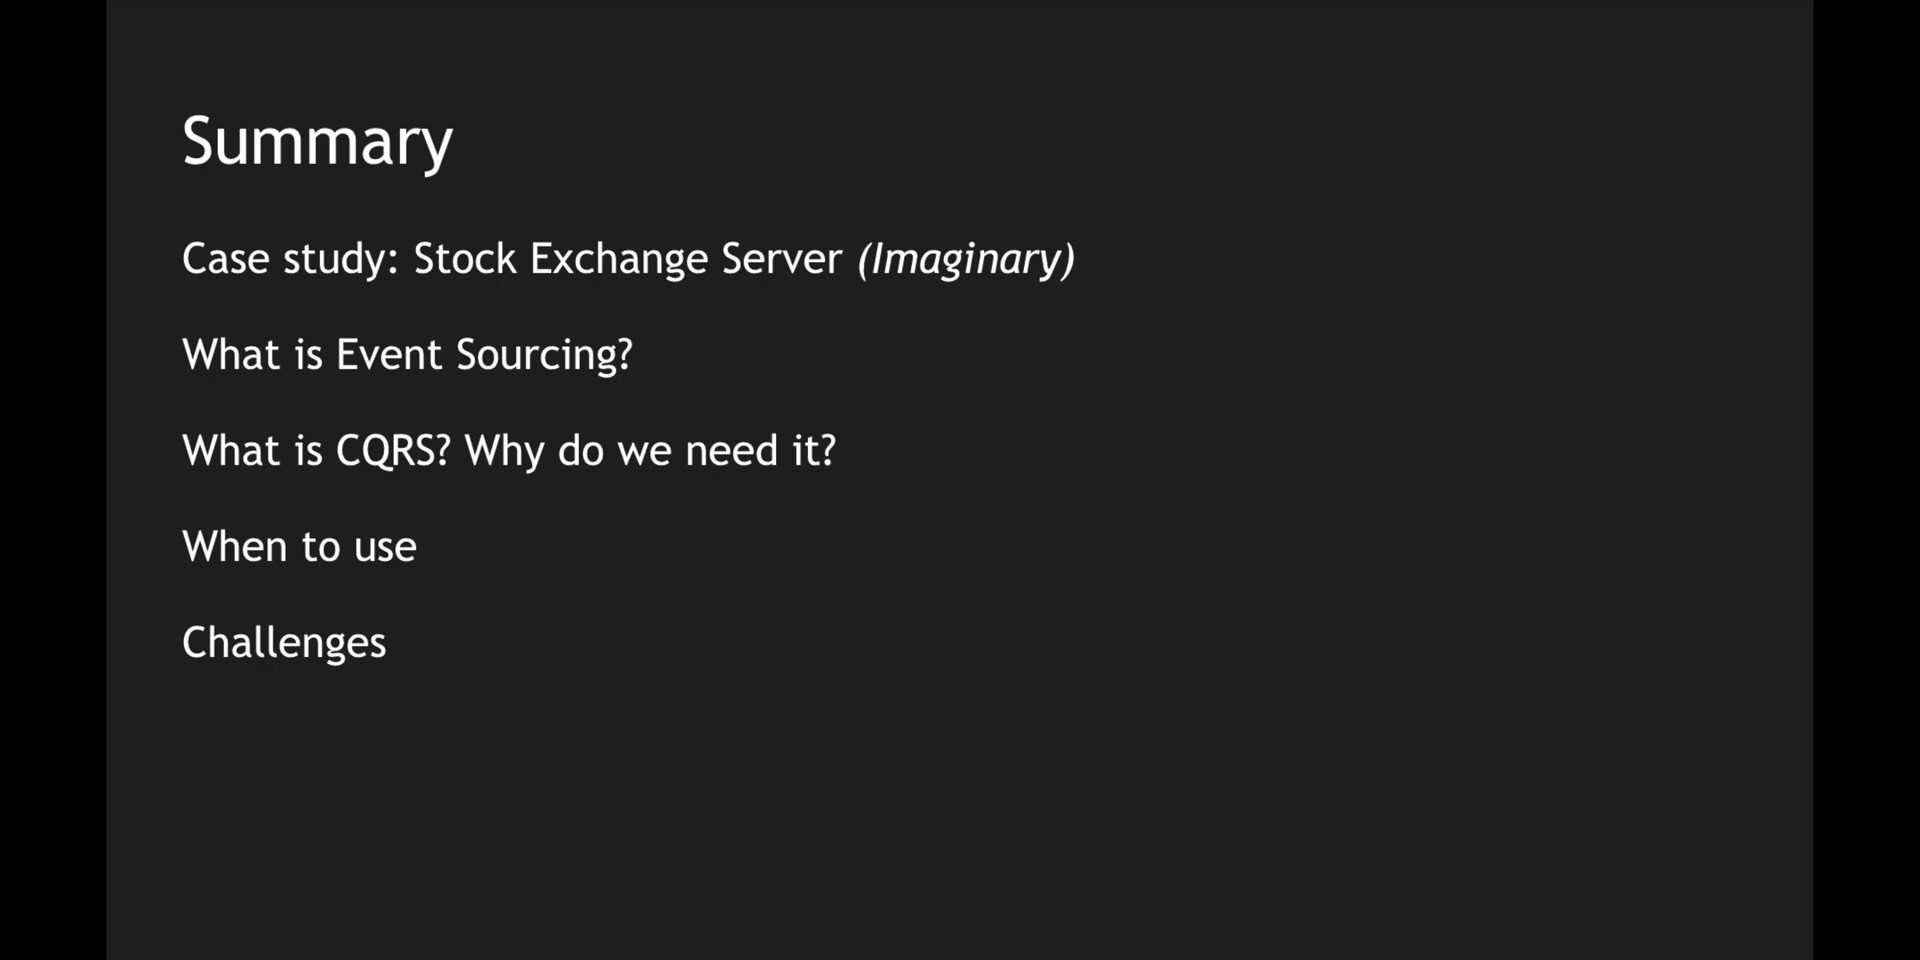 Summary
Case study: Stock Exchange Server (Imaginary)
What is Event Sourcing?
What is CQRS? Why do we need it?
When to use
Challenges